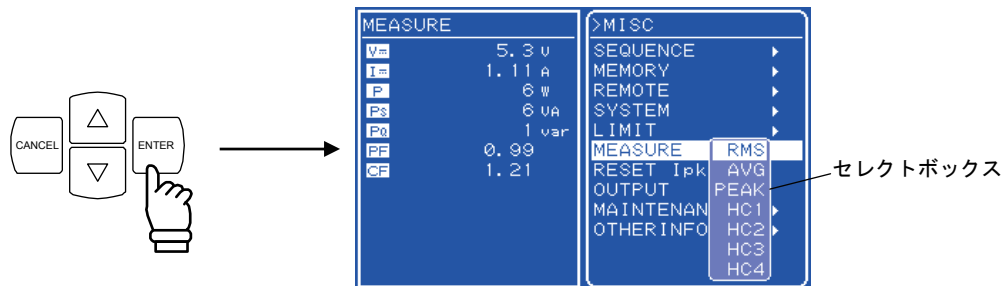 CANCEL
ENTER
MEASURE
V 5.3 V
I 1.11 A
P 6 W
PS 6 VA
PQ 1 var
PF 0.99
CF 1.21
>MISC
SEQUENCE
MEMORY
REMOTE
SYSTEM
LIMIT
MEASURE RMS
RESET Ipk AVG
OUTPUT PEAK
MAINTENAN HC1
OTHERINFO HC2
HC3
HC4
セレクトボックス